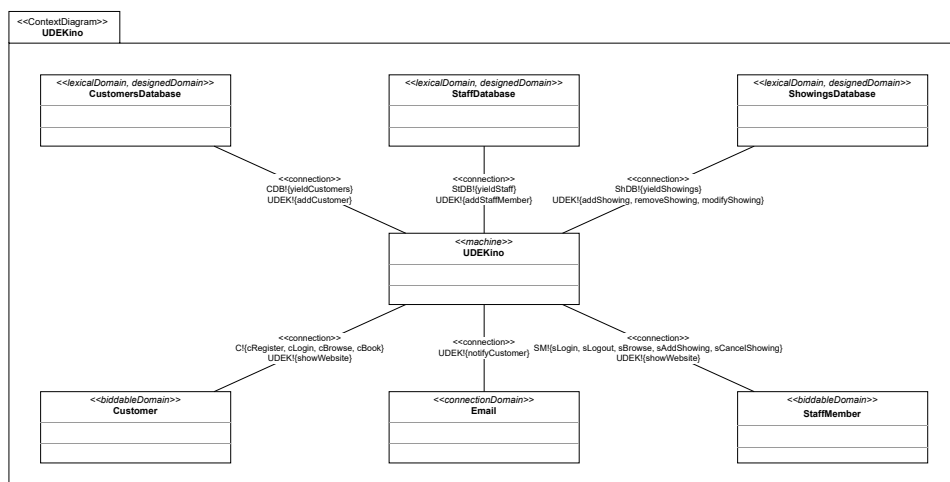 <<ContextDiagram>>
UDEKino
<<lexicalDomain, designedDomain>>
CustomersDatabase
<<lexicalDomain, designedDomain>>
StaffDatabase
<<lexicalDomain, designedDomain>>
ShowingsDatabase
<<connection>>
CDB!{yieldCustomers}
UDEK!{addCustomer}
<<connection>>
StDB!{yieldStaff}
UDEK!{addStaffMember}
<<connection>>
ShDB!{yieldShowings}
UDEK!{addShowing, removeShowing, modifyShowing}
<<machine>>
UDEKino
<<connection>>
C!{cRegister, cLogin, cBrowse, cBook}
UDEK!{showWebsite}
<<connection>>
UDEK!{notifyCustomer}
<<connection>>
SM!{sLogin, sLogout, sBrowse, sAddShowing, sCancelShowing}
UDEK!{showWebsite}
<<biddableDomain>>
Customer
<<connectionDomain>>
Email
<<biddableDomain>>
StaffMember